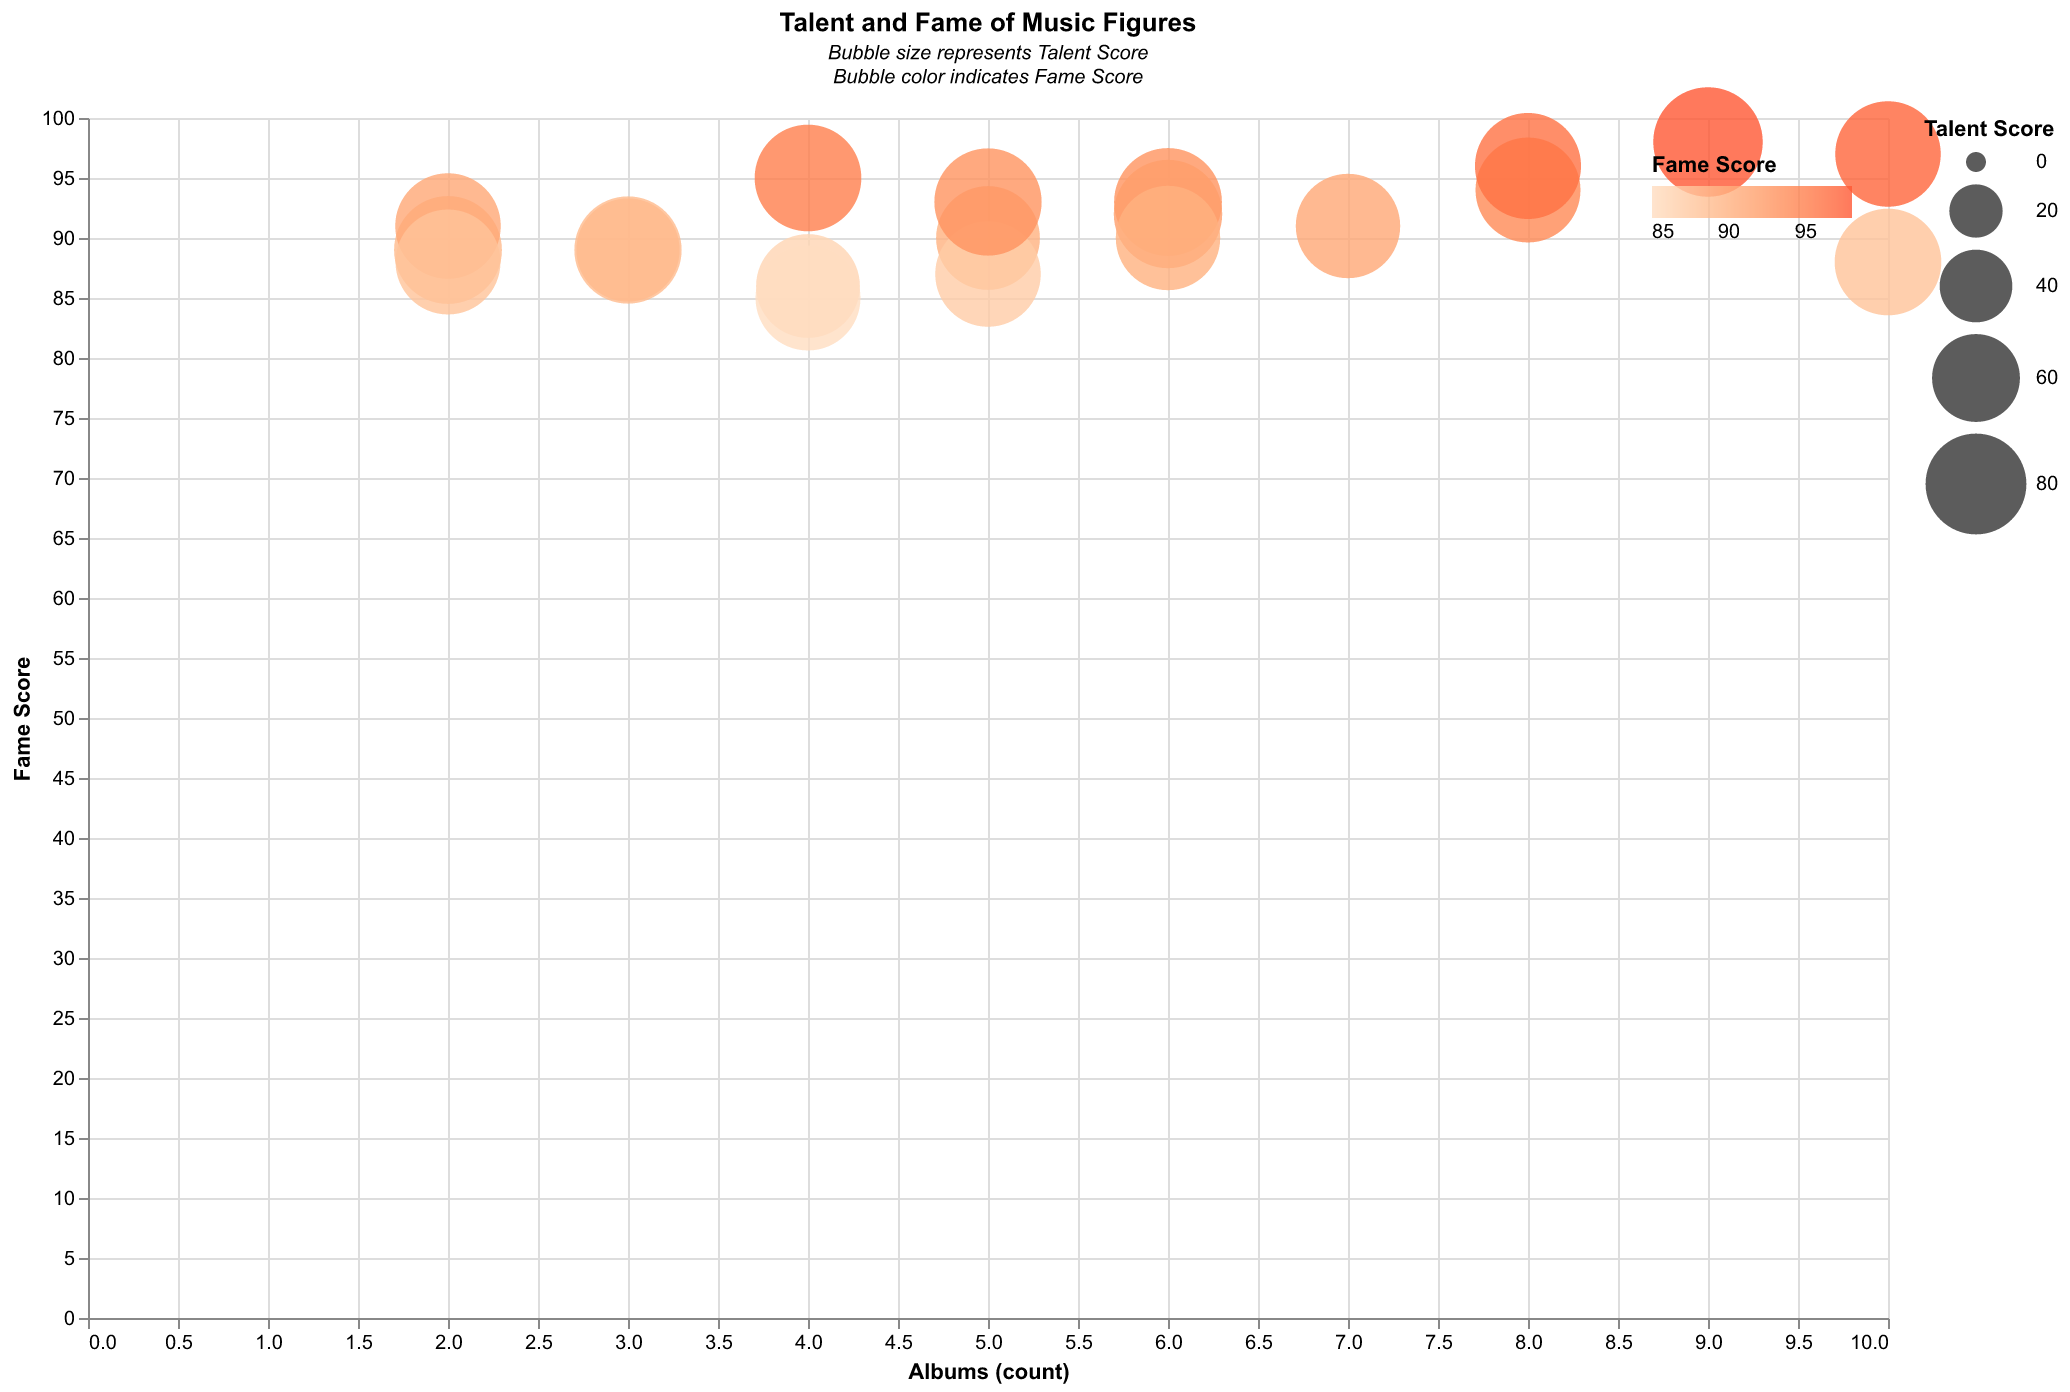 Talent and Fame of Music Figures
Bubble size represents Talent Score
Bubble color indicates Fame Score
Fame Score
100
95
90
85
80
75
70
65
60
55
50
45
40
35
30
25
20
15
10
5
0
0.0 0.5 1.0 1.5 2.0 2.5 3.0 3.5 4.0 4.5 5.0 5.5 6.0 6.5 7.0 7.5 8.0 8.5 9.0 9.5 10.0
Albums (count)
Fame Score
85 90 95
Talent Score
0
20
40
60
80